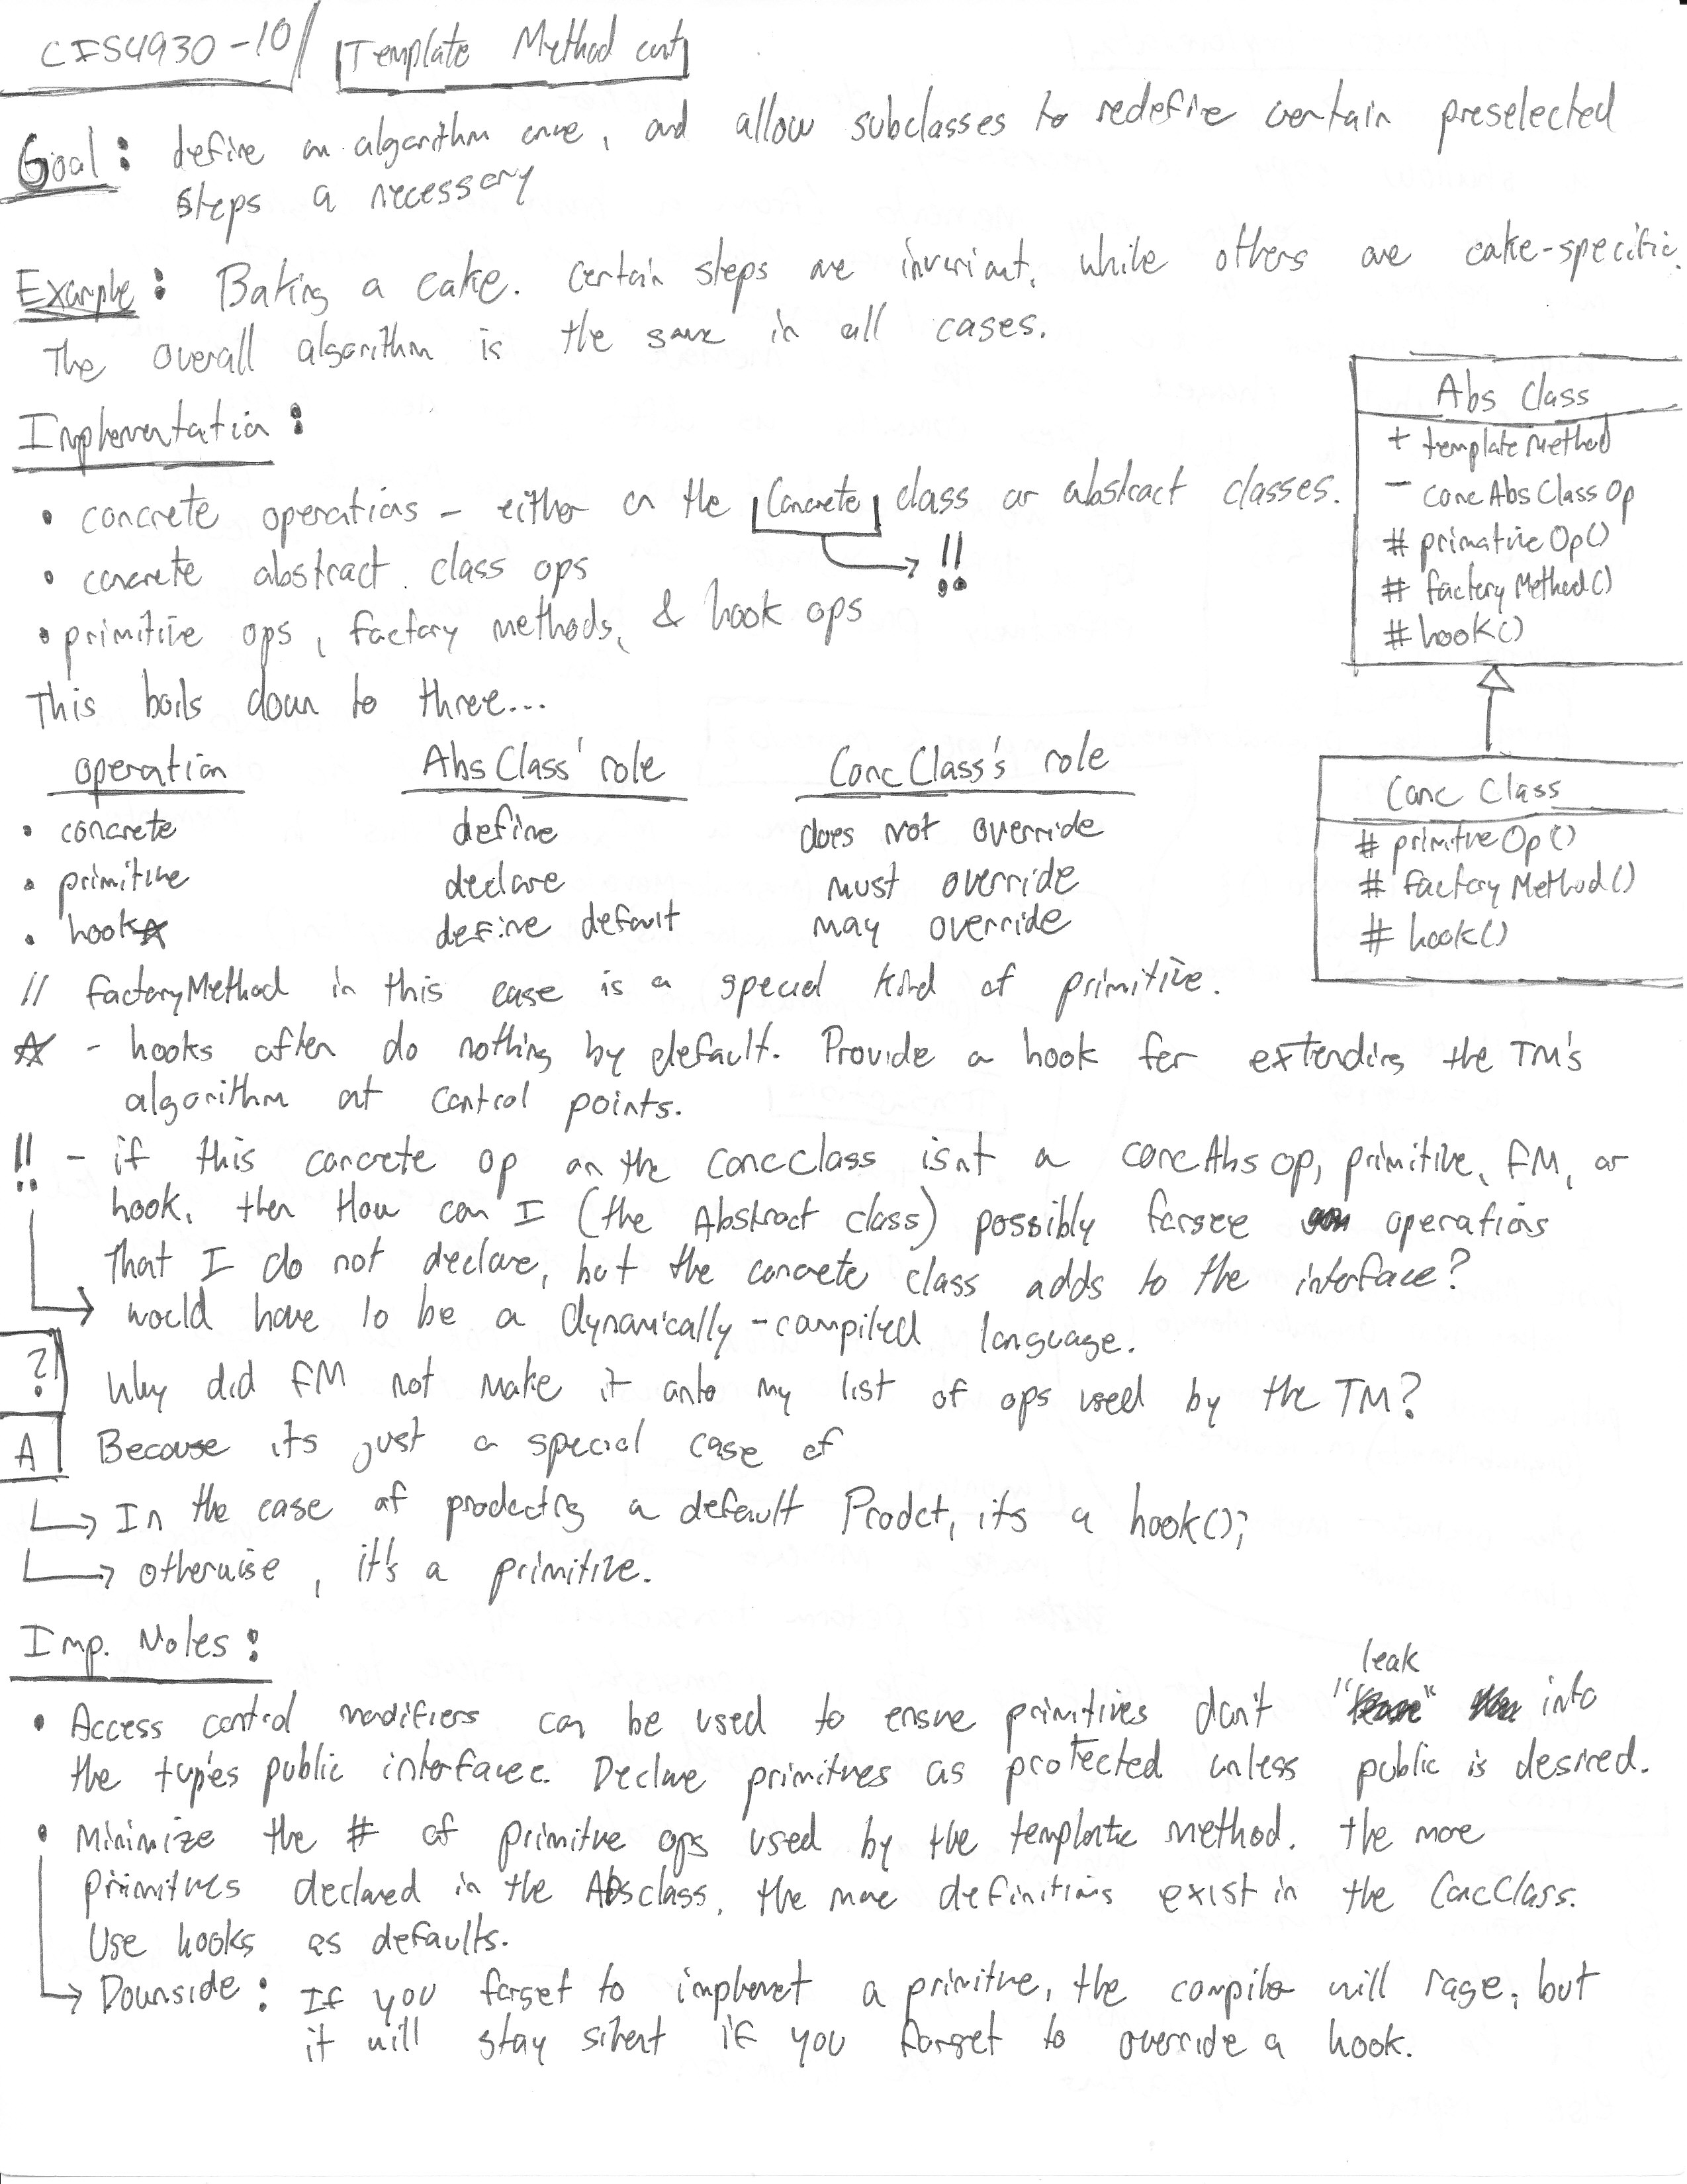 CIS4930-10
Template Method cont
Goal: define an algorithm once, and allow subclasses to redefine certain preselected
steps a necessary
Example: Baking a cake. Certain steps are invariant, while others are cake-specific.
The overall algorithm is the same in all cases.
Implementation:
• concrete operations - either on the Concrete class or abstract classes.
!!
• concrete abstract class ops
• primitive ops, factory methods, & hook ops
This boils down to three...
operation AbsClass' role ConcClass's role
• concrete define does not override
• primitive declare must override
• hook☆ define default may override
Abs Class
+ templateMethod
- concAbsClassOp
# primativeOp()
# factoryMethod()
# hook()
Conc Class
# primitveOp()
# factoryMethod()
# hook()
// factoryMethod in this case is a special kind of primitive.
☆ - hooks often do nothing by default. Provide a hook for extending the TM's
algorithm at control points.
!! - if this concrete op on the ConcClass isnt a concAbs op, primitive, FM, or
hook, then How can I (the Abstract class) possibly forsee operations
That I do not declare, but the concrete class adds to the interface?
→ would have to be a dynamically-compiled language.
? Why did FM not make it onto my list of ops used by the TM?
A Because its just a special case of
→ In the case of producting a default Prodct, its a hook();
→ otherwise, it's a primitive.
Imp. Notes:
• Access control modifiers can be used to ensure primitives don't "leak" into
the type's public interface. Declare primitives as protected unless public is desired.
• Minimize the # of primitve ops used by the template method. the more
primitves declared in the Absclass, the more definitions exist in the ConcClass.
Use hooks as defaults.
→ Downside: If you forget to implement a primitve, the compiler will rage, but
it will stay silent if you forget to override a hook.